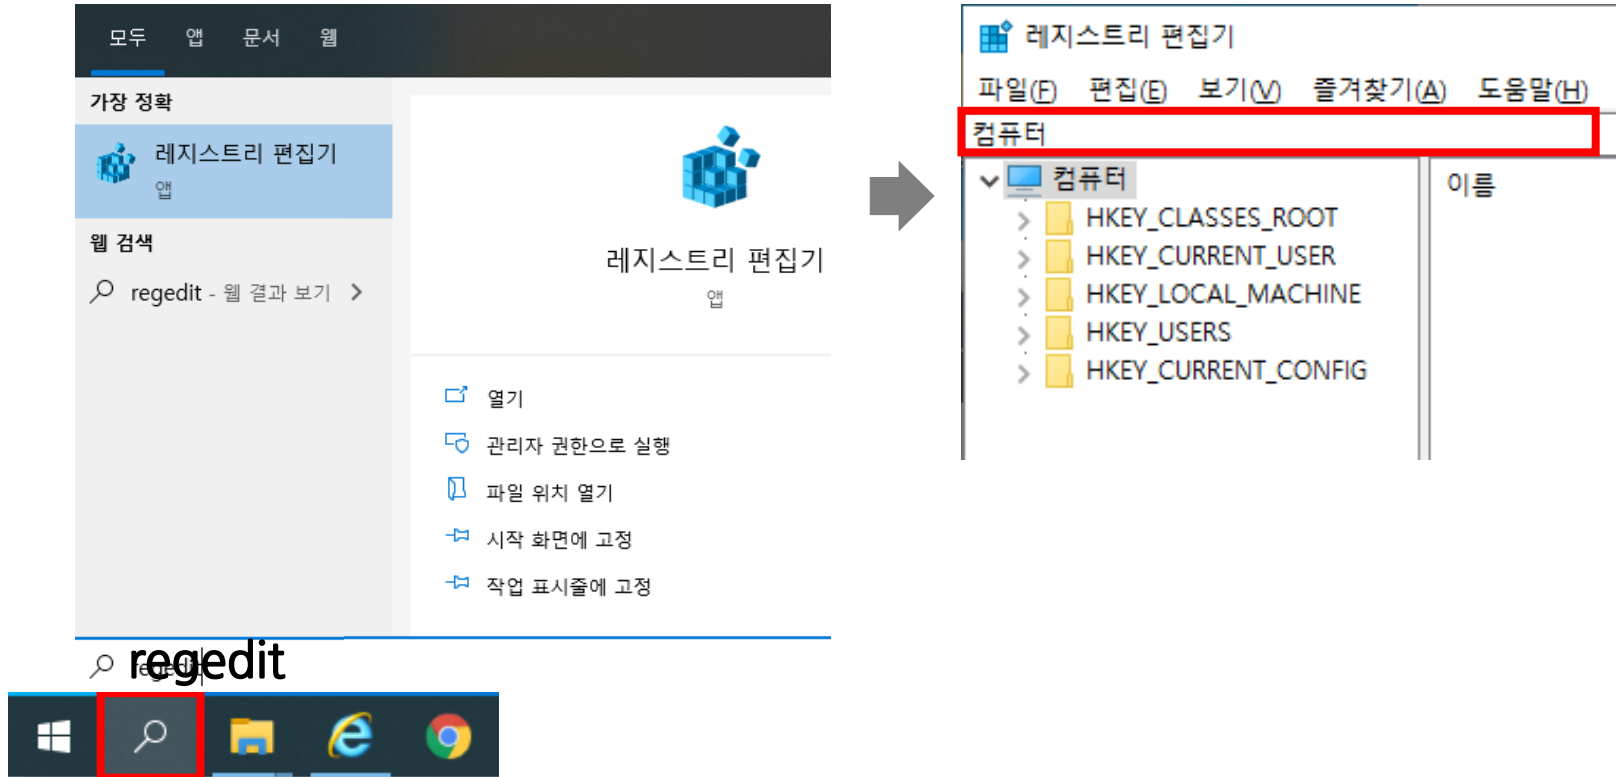 모두 앱 문서 웹
가장 정확
레지스트리 편집기
앱
웹 검색
regedit - 웹 결과 보기
레지스트리 편집기
앱
열기
관리자 권한으로 실행
파일 위치 열기
시작 화면에 고정
작업 표시줄에 고정
regedit
regedit
레지스트리 편집기
파일(F) 편집(E) 보기(V) 즐겨찾기(A) 도움말(H)
컴퓨터
컴퓨터
이름
HKEY_CLASSES_ROOT
HKEY_CURRENT_USER
HKEY_LOCAL_MACHINE
HKEY_USERS
HKEY_CURRENT_CONFIG